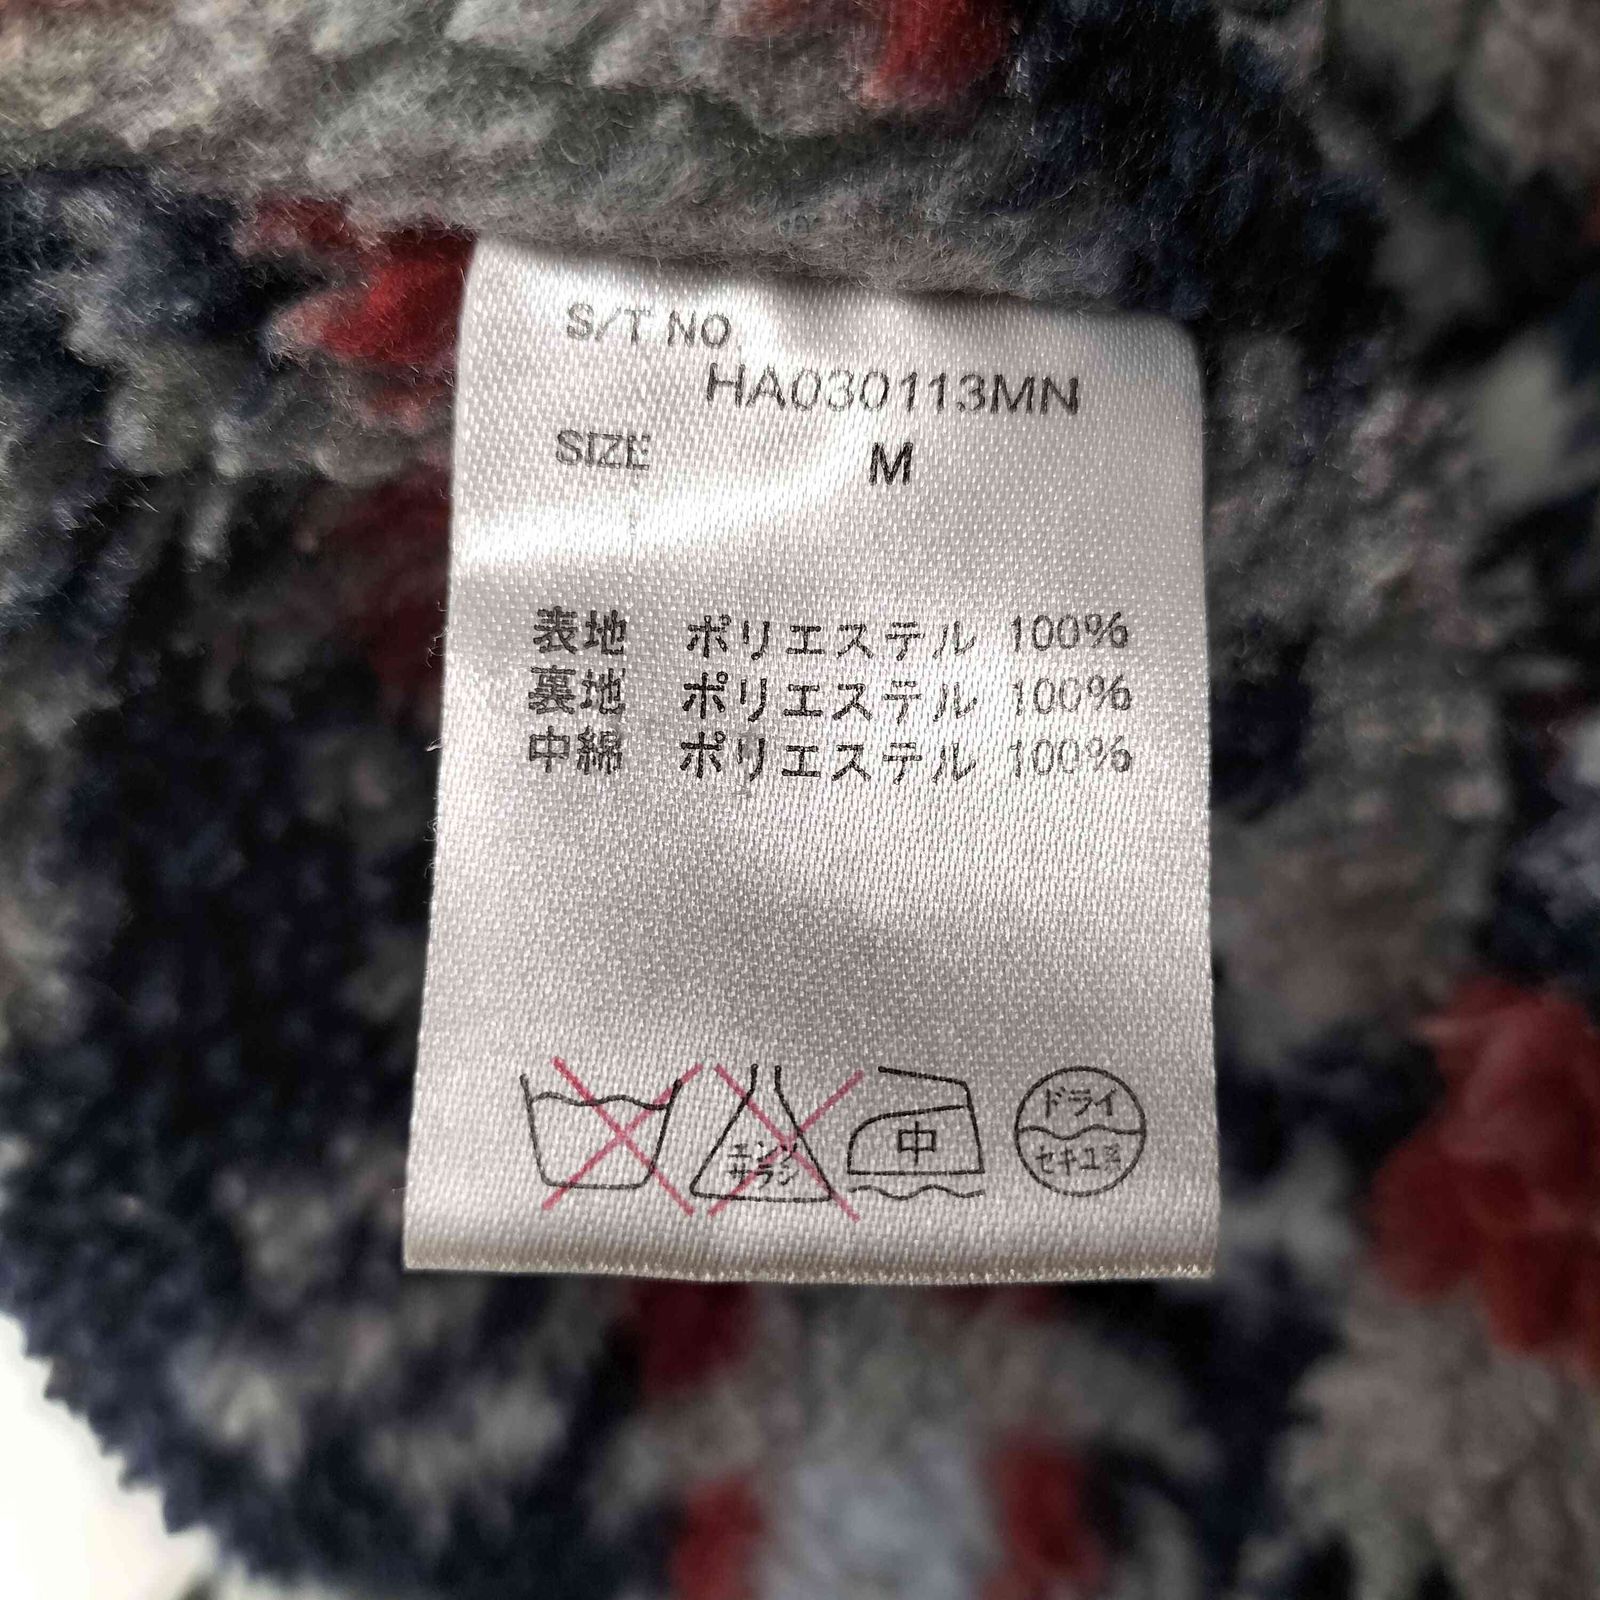 S/T NO
HA030113MN
SIZE M
表地 ポリエステル 100%
裏地 ポリエステル 100%
中綿 ポリエステル 100%
エンソ
サラシ
中
ドライ
セキユ系